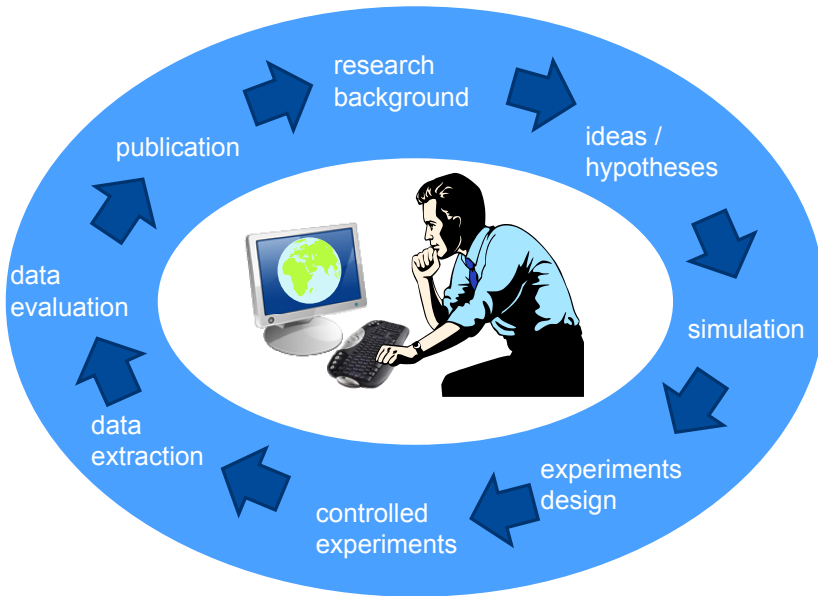 research
background
ideas /
hypotheses
simulation
experiments
design
controlled
experiments
data
extraction
data
evaluation
publication